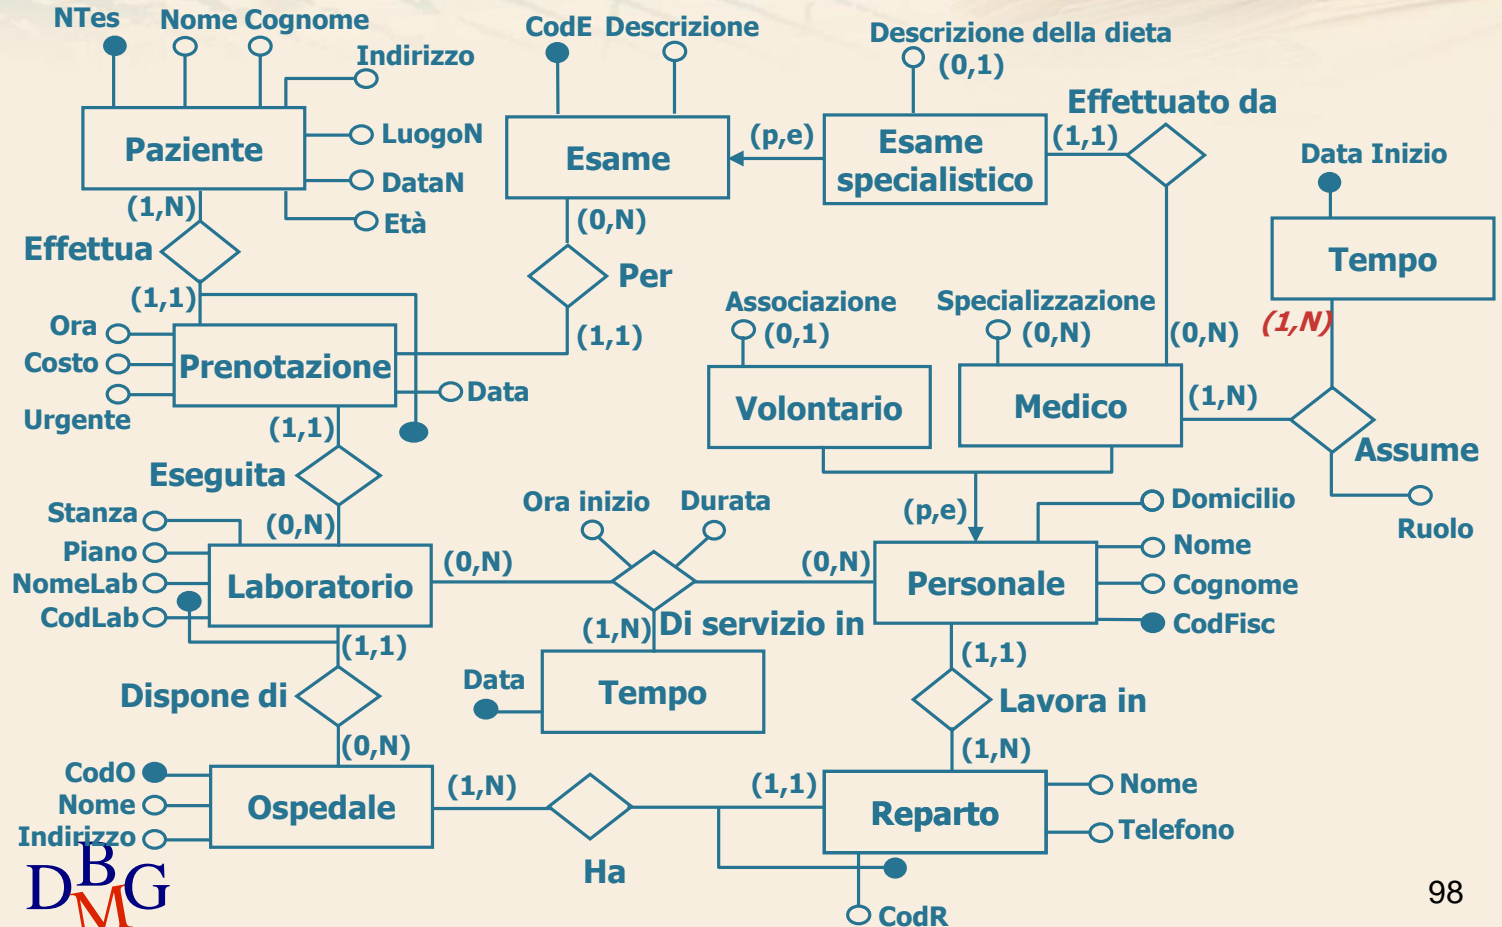 NTes
Nome Cognome
Indirizzo
Paziente
LuogoN
DataN
Età
(1,N)
Effettua
(1,1)
CodE Descrizione
Esame
(0,N)
Per
(1,1)
(p,e)
Descrizione della dieta
(0,1)
Esame
specialistico
Effettuato da
(1,1)
(0,N)
Data Inizio
Tempo
(1,N)
Ora
Costo
Urgente
Prenotazione
Data
(1,1)
Eseguita
(0,N)
Associazione
(0,1)
Volontario
Specializzazione
(0,N)
Medico
(1,N)
Assume
Ruolo
(p,e)
Stanza
Piano
NomeLab
CodLab
Laboratorio
(0,N)
Ora inizio
Durata
(0,N)
Di servizio in
(1,N)
Data
Tempo
Personale
Domicilio
Nome
Cognome
CodFisc
(1,1)
Lavora in
(1,N)
(1,1)
Dispone di
(0,N)
CodO
Nome
Indirizzo
Ospedale
(1,N)
Ha
(1,1)
Reparto
Nome
Telefono
CodR
DBMG
98